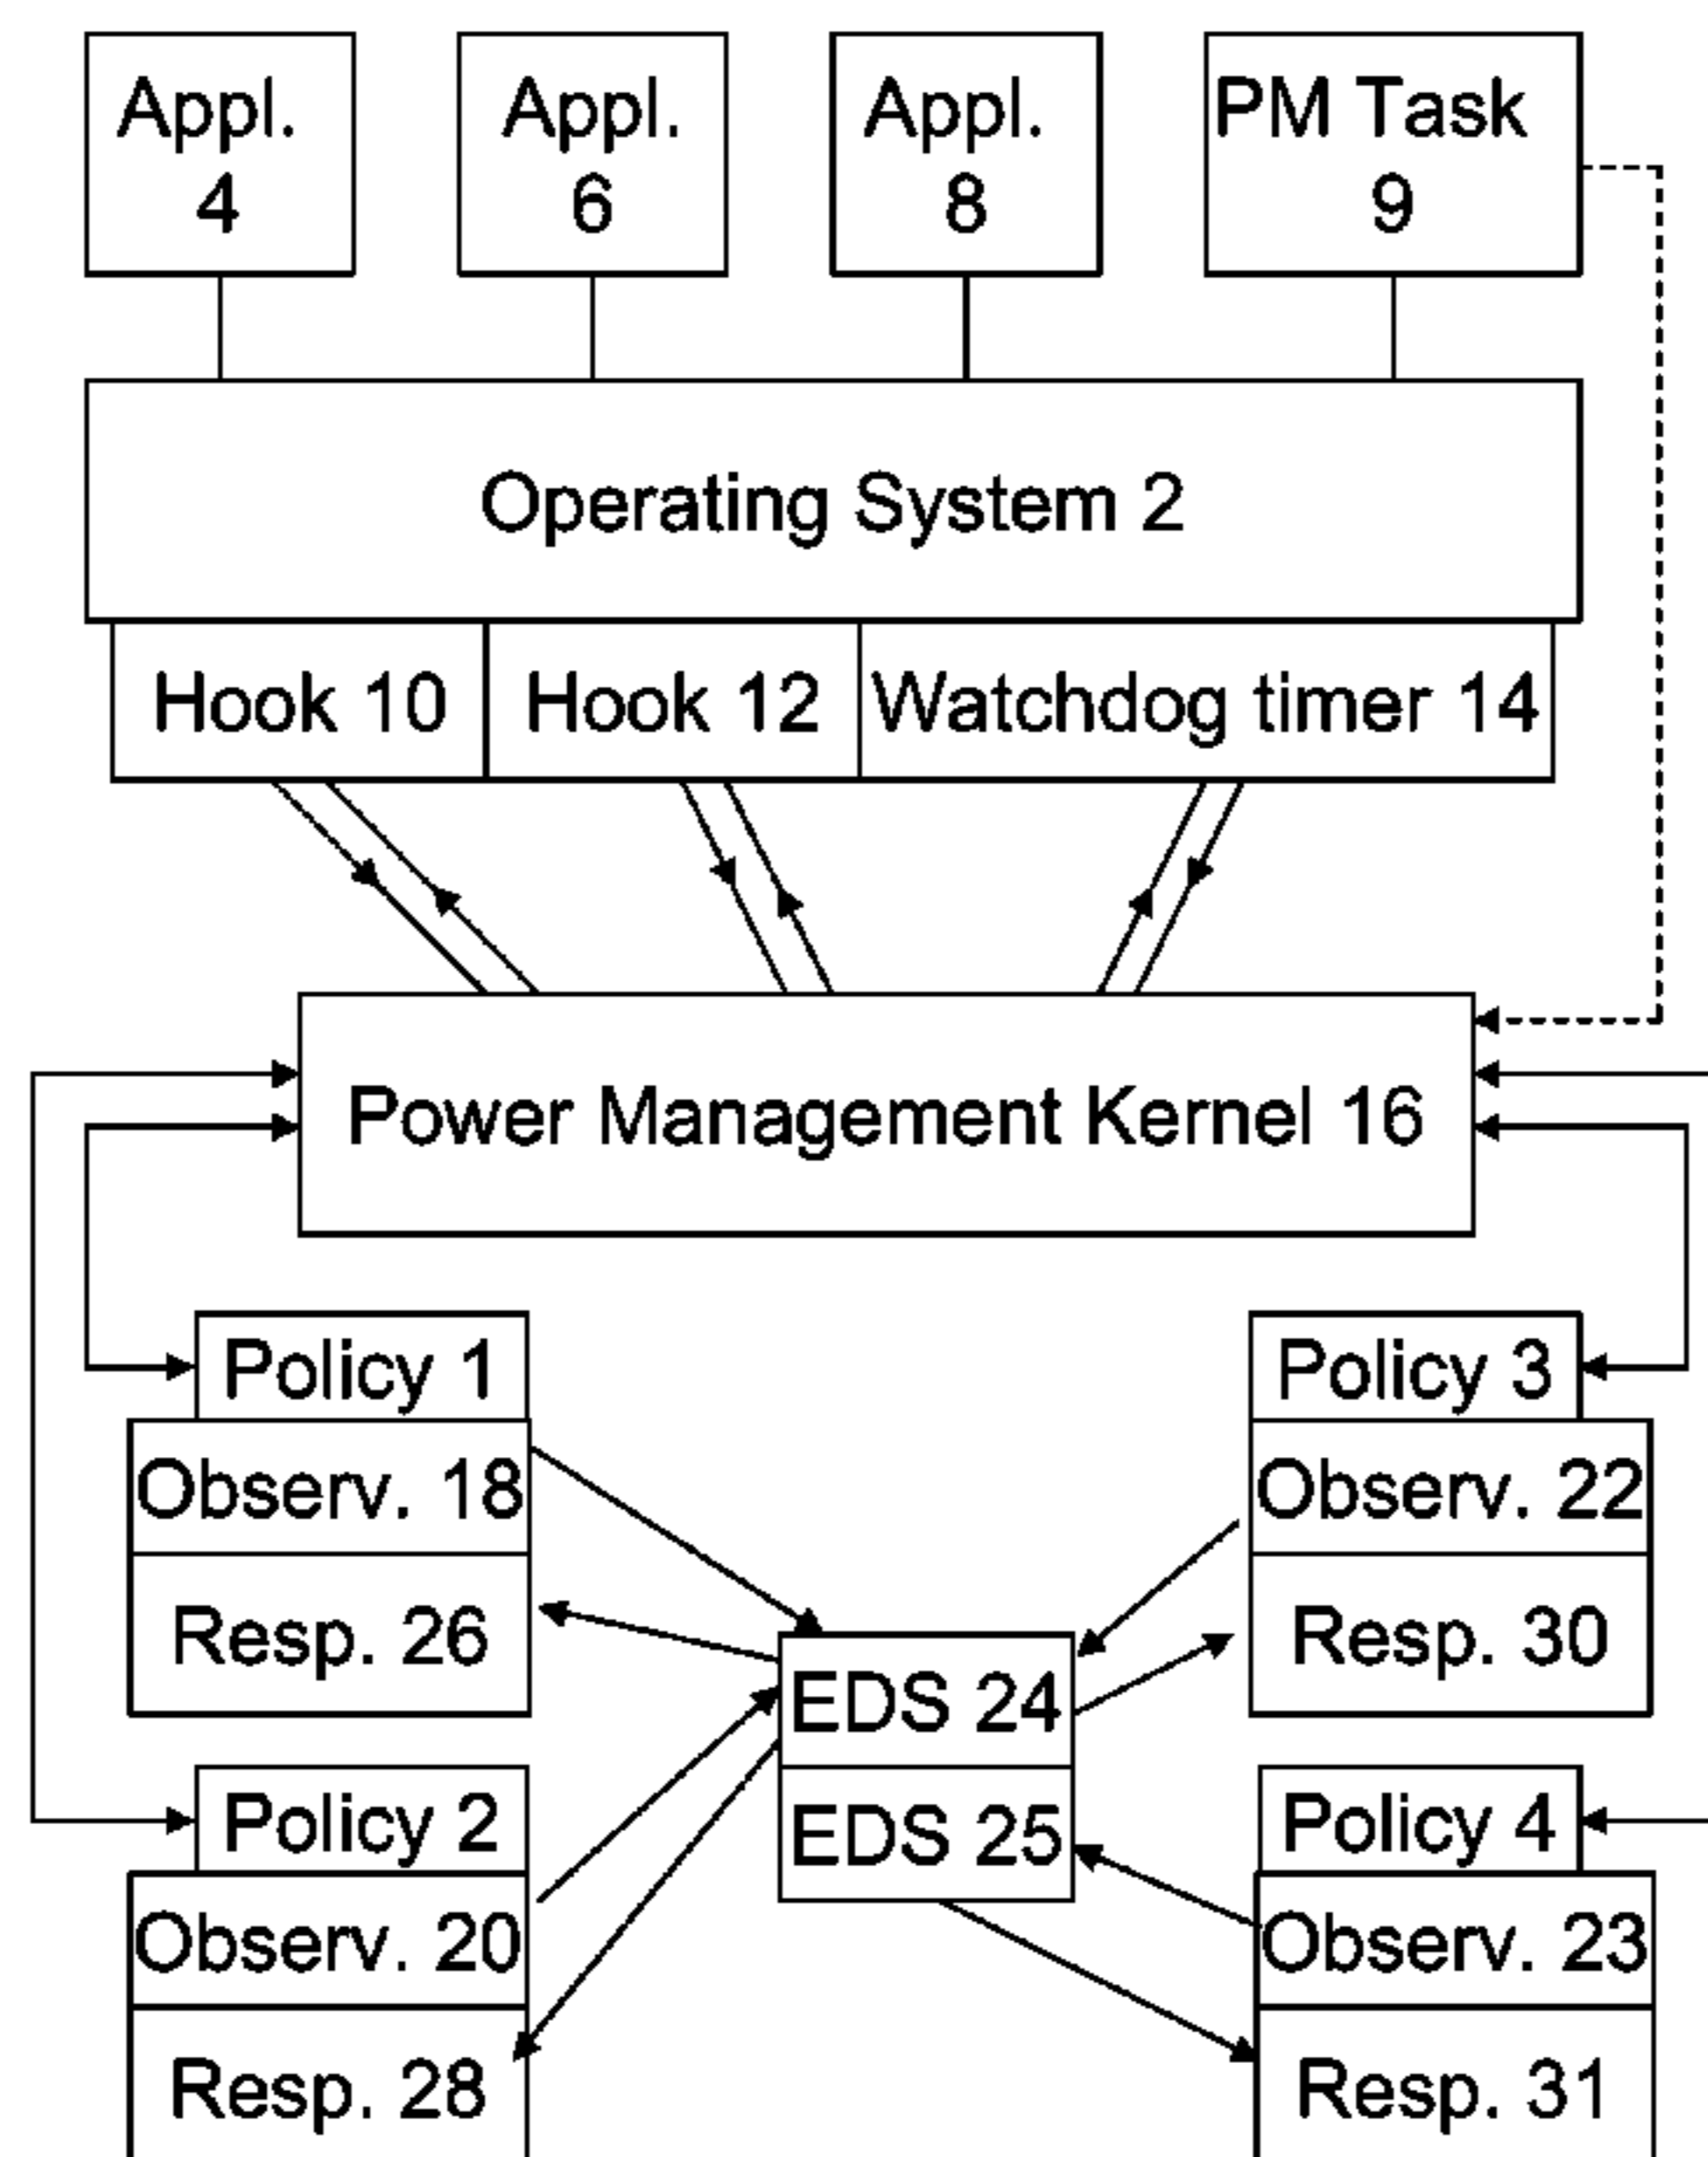 Appl.
4
Appl.
6
Appl.
8
PM Task
9
Operating System 2
Hook 10
Hook 12
Watchdog timer 14
Power Management Kernel 16
Policy 1
Observ. 18
Resp. 26
Policy 3
Observ. 22
Resp. 30
EDS 24
EDS 25
Policy 2
Observ. 20
Resp. 28
Policy 4
Observ. 23
Resp. 31